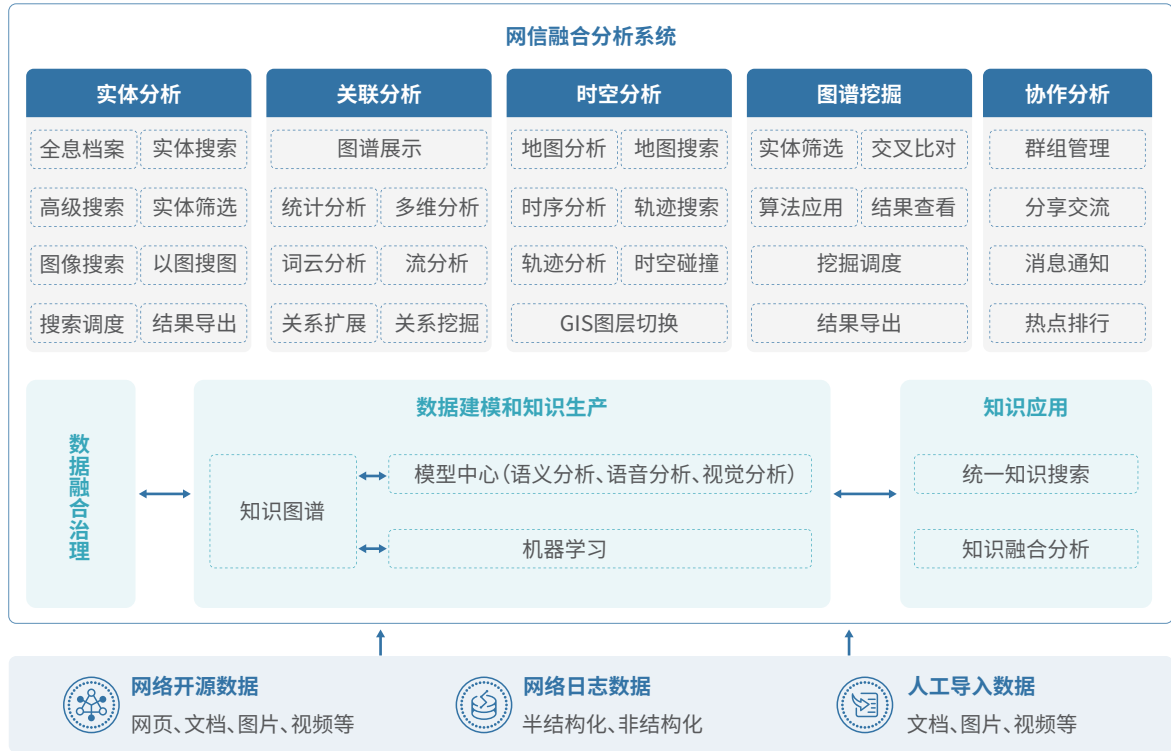 网信融合分析系统
实体分析
全息档案 实体搜索
高级搜索 实体筛选
图像搜索 以图搜图
搜索调度 结果导出
关联分析
图谱展示
统计分析 多维分析
词云分析 流分析
关系扩展 关系挖掘
时空分析
地图分析 地图搜索
时序分析 轨迹搜索
轨迹分析 时空碰撞
GIS图层切换
图谱挖掘
实体筛选 交叉比对
算法应用 结果查看
挖掘调度
结果导出
协作分析
群组管理
分享交流
消息通知
热点排行
数据融合治理
数据建模和知识生产
知识图谱
模型中心（语义分析、语音分析、视觉分析）
机器学习
知识应用
统一知识搜索
知识融合分析
网络开源数据
网页、文档、图片、视频等
网络日志数据
半结构化、非结构化
人工导入数据
文档、图片、视频等